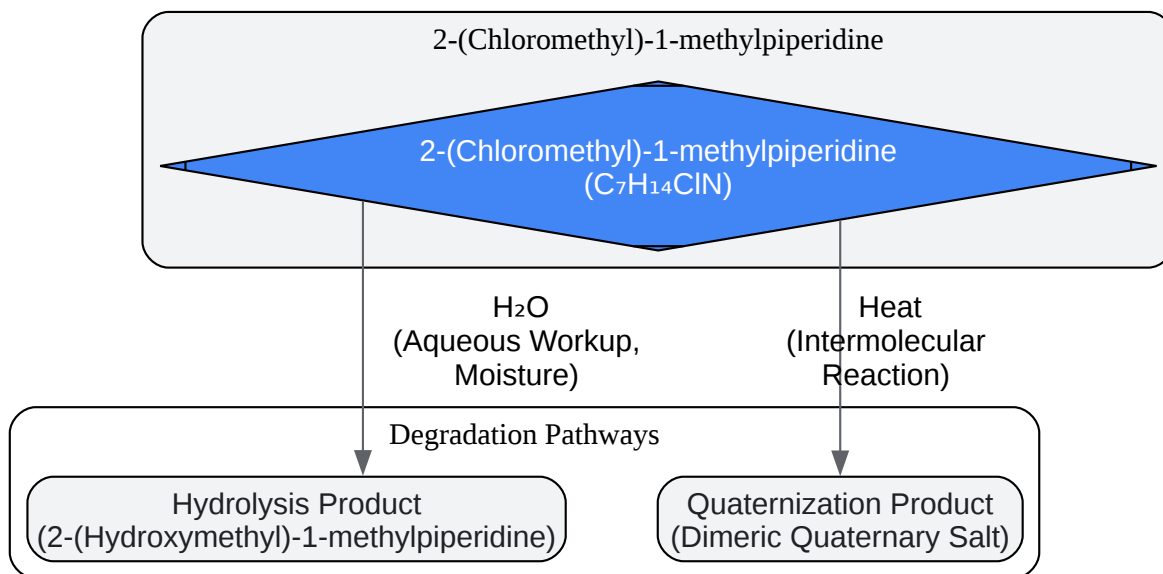 2-(Chloromethyl)-1-methylpiperidine
2-(Chloromethyl)-1-methylpiperidine
(C₇H₁₄ClN)
H₂O
(Aqueous Workup,
Moisture)
Heat
(Intermolecular
Reaction)
Degradation Pathways
Hydrolysis Product
(2-(Hydroxymethyl)-1-methylpiperidine)
Quaternization Product
(Dimeric Quaternary Salt)